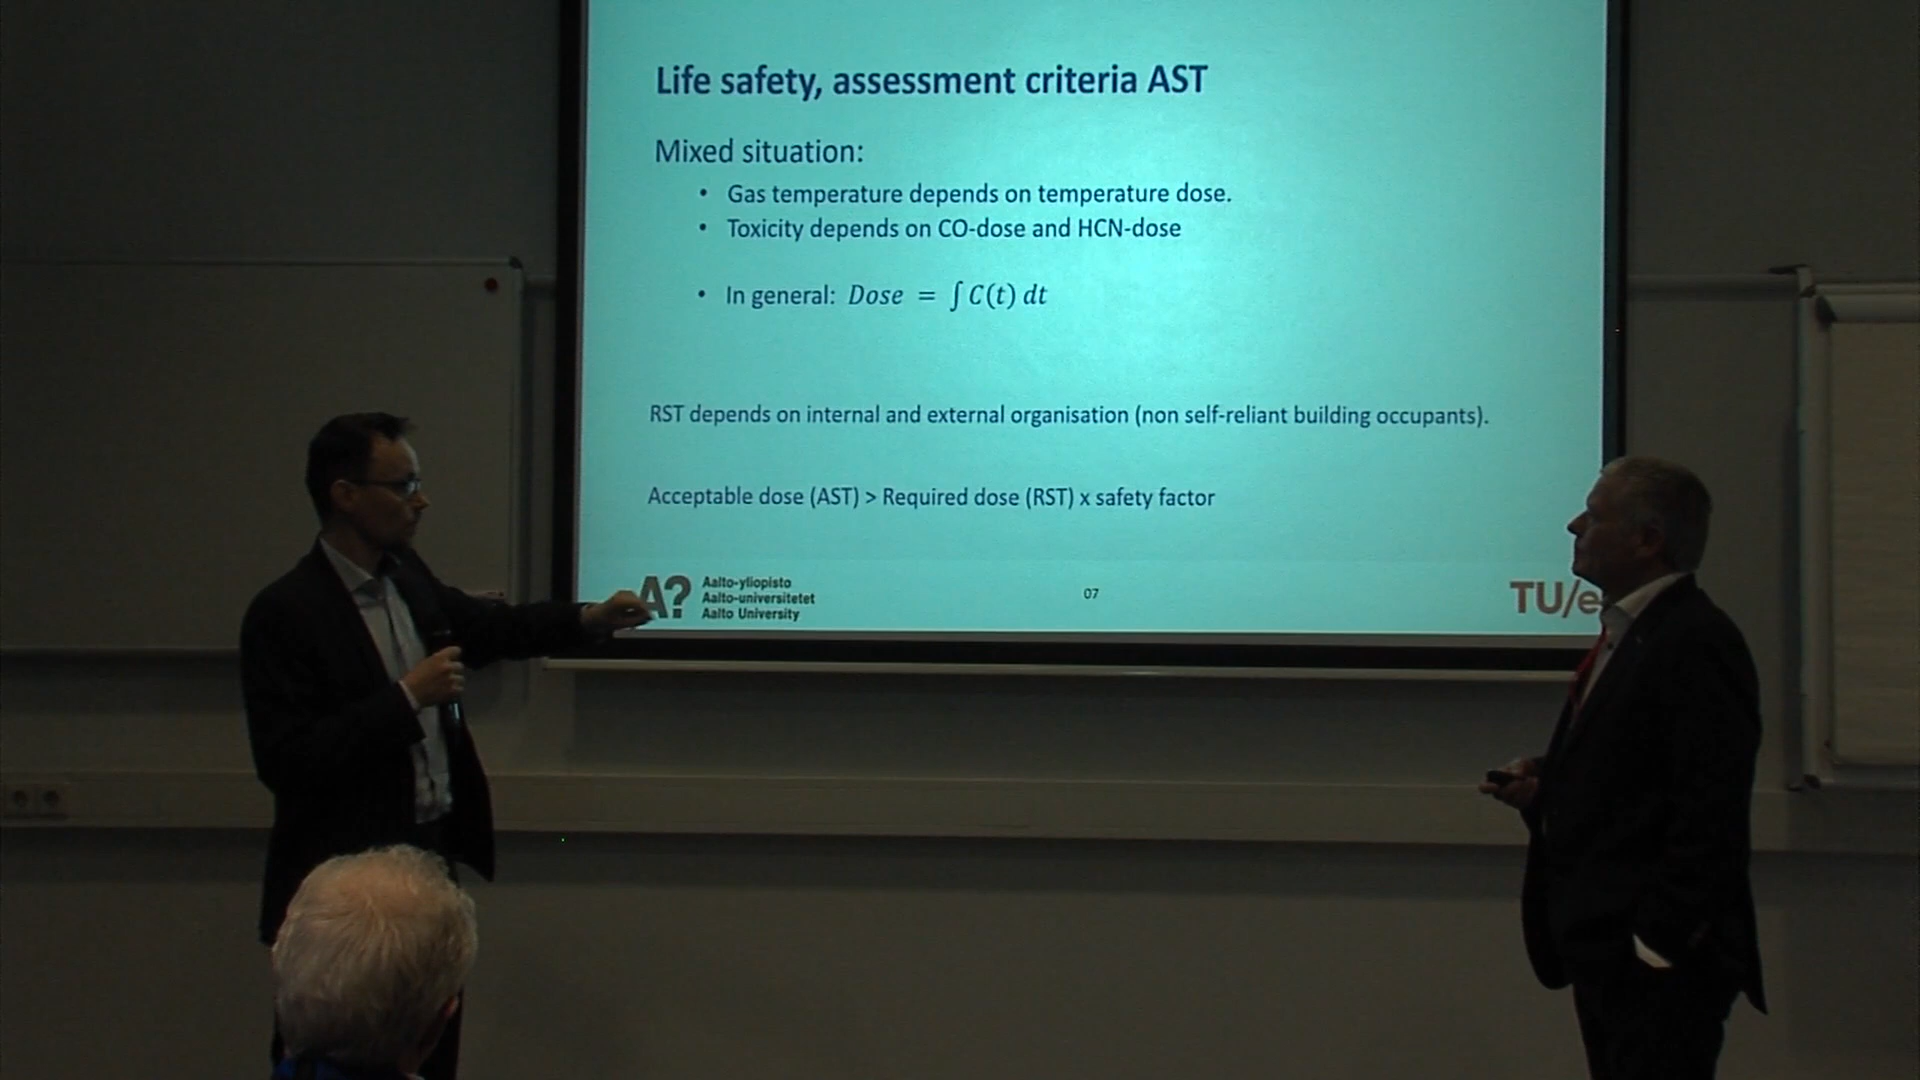 Life safety, assessment criteria AST
Mixed situation:
• Gas temperature depends on temperature dose.
• Toxicity depends on CO-dose and HCN-dose
• In general: Dose = ∫ C(t) dt
RST depends on internal and external organisation (non self-reliant building occupants).
Acceptable dose (AST) > Required dose (RST) x safety factor
A?
Aalto-yliopisto
Aalto-universitetet
Aalto University
07
TU/e